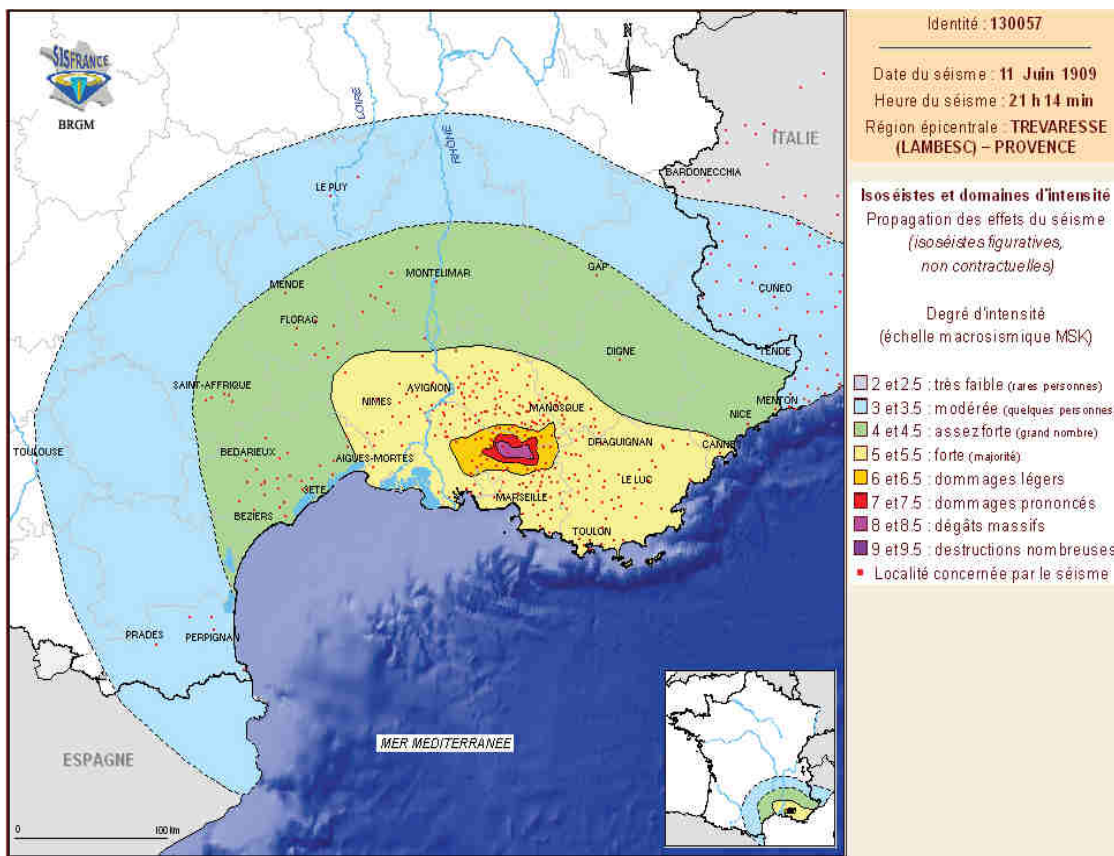 SISFRANCE
BRGM
N
LOIRE
RHÔNE
ITALIE
BARDONECCHIA
LE PUY
MONTELIMAR
GAP
MENDE
CUNEO
FLORAC
DIGNE
TENDE
SAINT-AFFRIQUE
AVIGNON
NIMES
MANOSQUE
MENTON
NICE
TOULOUSE
BEDARIEUX
AIGUES-MORTES
DRAGUIGNAN
CANNES
SETE
LE LUC
BEZIERS
MARSEILLE
TOULON
PRADES
PERPIGNAN
MER MEDITERRANEE
ESPAGNE
0 100 km
Identité : 130057
Date du séisme : 11 Juin 1909
Heure du séisme : 21 h 14 min
Région épicentrale : TREVARESSE
(LAMBESC) – PROVENCE
Isoséistes et domaines d'intensité
Propagation des effets du séisme
(isoséistes figuratives,
non contractuelles)
Degré d'intensité
(échelle macrosismique MSK)
2 et 2.5 : très faible (rares personnes)
3 et 3.5 : modérée (quelques personnes)
4 et 4.5 : assez forte (grand nombre)
5 et 5.5 : forte (majorité)
6 et 6.5 : dommages légers
7 et 7.5 : dommages prononcés
8 et 8.5 : dégâts massifs
9 et 9.5 : destructions nombreuses
Localité concernée par le séisme